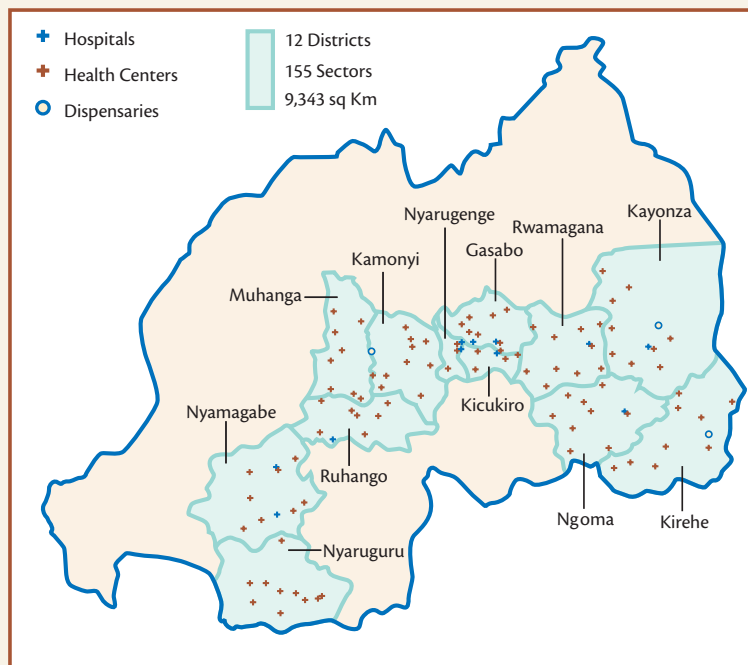 Hospitals
Health Centers
Dispensaries
12 Districts
155 Sectors
9,343 sq Km
Nyarugenge
Kayonza
Rwamagana
Gasabo
Kamonyi
Muhanga
Kicukiro
Nyamagabe
Ruhango
Ngoma
Kirehe
Nyaruguru